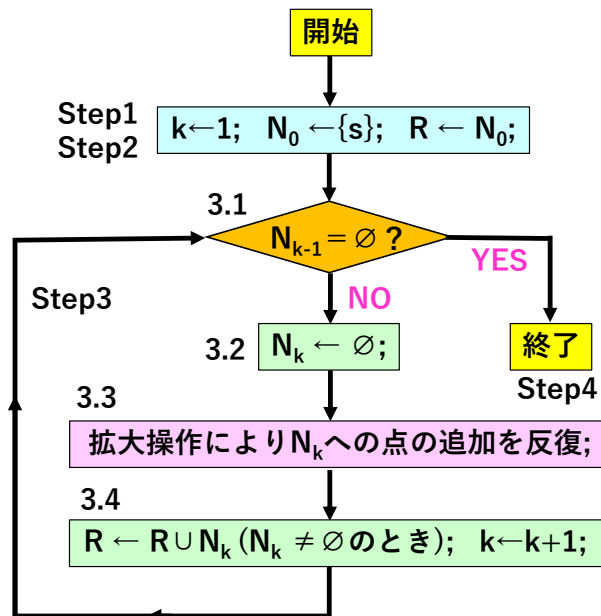 開始
Step1
Step2
k←1; N₀ ←{s}; R ← N₀;
3.1
Nₖ₋₁ = ∅ ?
YES
Step3
NO
3.2
Nₖ ← ∅;
終了
Step4
3.3
拡大操作によりNₖへの点の追加を反復;
3.4
R ← R∪Nₖ (Nₖ ≠ ∅ のとき); k←k+1;